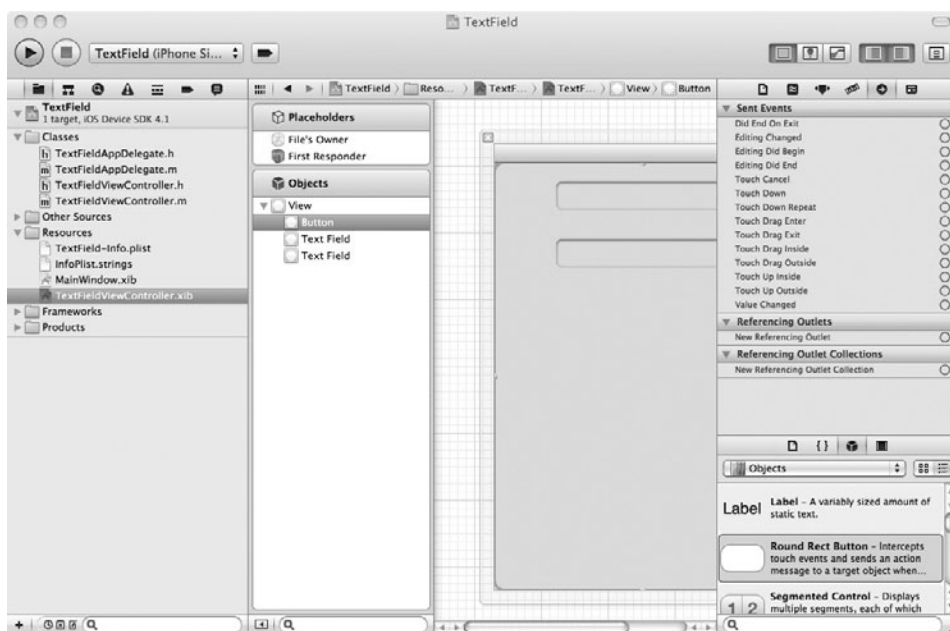 TextField
TextField (iPhone Si...
TextField
1 target, iOS Device SDK 4.1
Classes
TextFieldAppDelegate.h
TextFieldAppDelegate.m
TextFieldViewController.h
TextFieldViewController.m
Other Sources
Resources
TextField-Info.plist
InfoPlist.strings
MainWindow.xib
TextFieldViewController.xib
Frameworks
Products
TextField
Reso...
TextF...
TextF...
View
Button
Placeholders
File's Owner
First Responder
Objects
View
Button
Text Field
Text Field
Sent Events
Did End On Exit
Editing Changed
Editing Did Begin
Editing Did End
Touch Cancel
Touch Down
Touch Down Repeat
Touch Drag Enter
Touch Drag Exit
Touch Drag Inside
Touch Drag Outside
Touch Up Inside
Touch Up Outside
Value Changed
Referencing Outlets
New Referencing Outlet
Referencing Outlet Collections
New Referencing Outlet Collection
Objects
Label
Label – A variably sized amount of
static text.
Round Rect Button – Intercepts
touch events and sends an action
message to a target object when...
1 2
Segmented Control – Displays
multiple segments, each of which